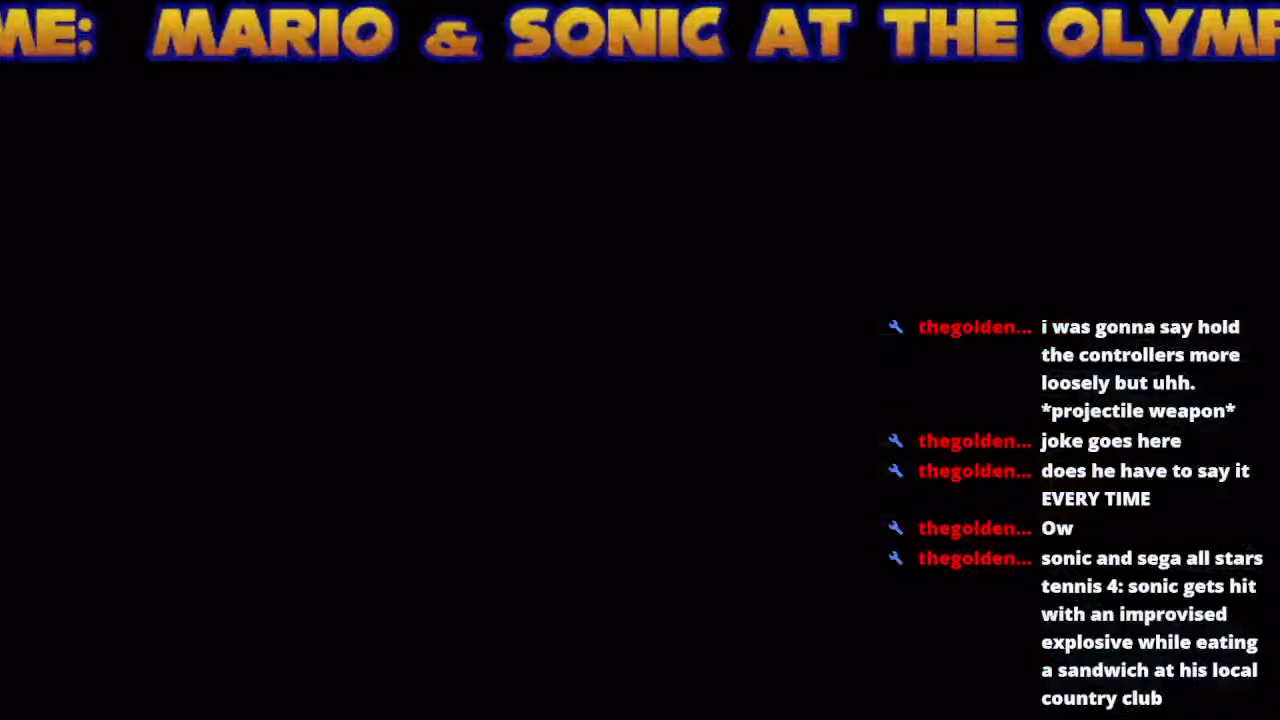 ME: MARIO & SONIC AT THE OLYMP
thegolden... i was gonna say hold
the controllers more
loosely but uhh.
*projectile weapon*
thegolden... joke goes here
thegolden... does he have to say it
EVERY TIME
thegolden... Ow
thegolden... sonic and sega all stars
tennis 4: sonic gets hit
with an improvised
explosive while eating
a sandwich at his local
country club